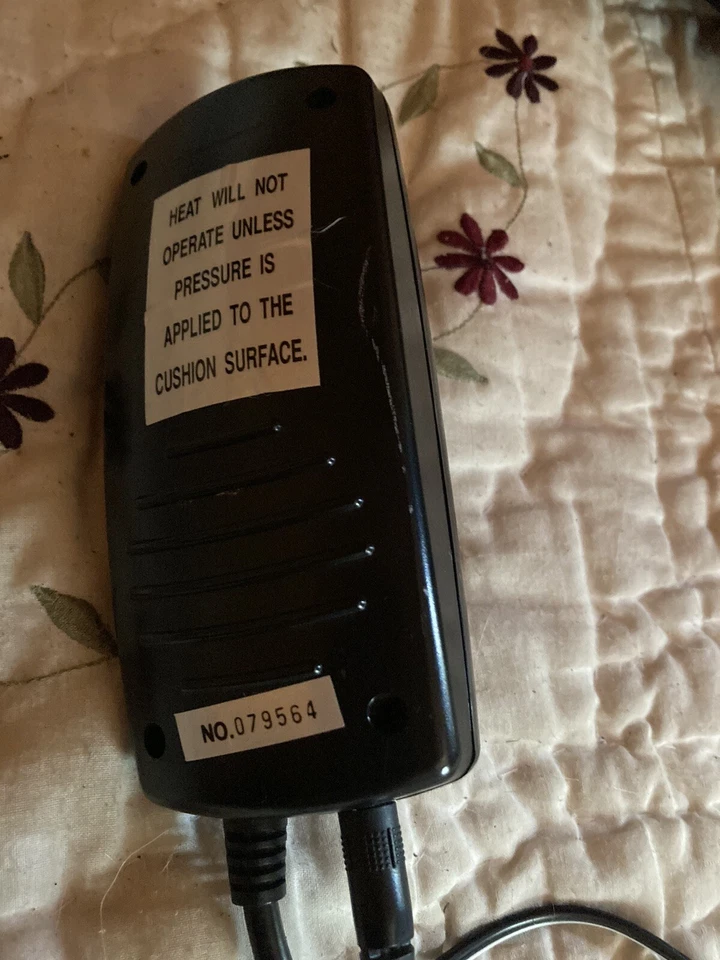 HEAT WILL NOT
OPERATE UNLESS
PRESSURE IS
APPLIED TO THE
CUSHION SURFACE.
NO.079564